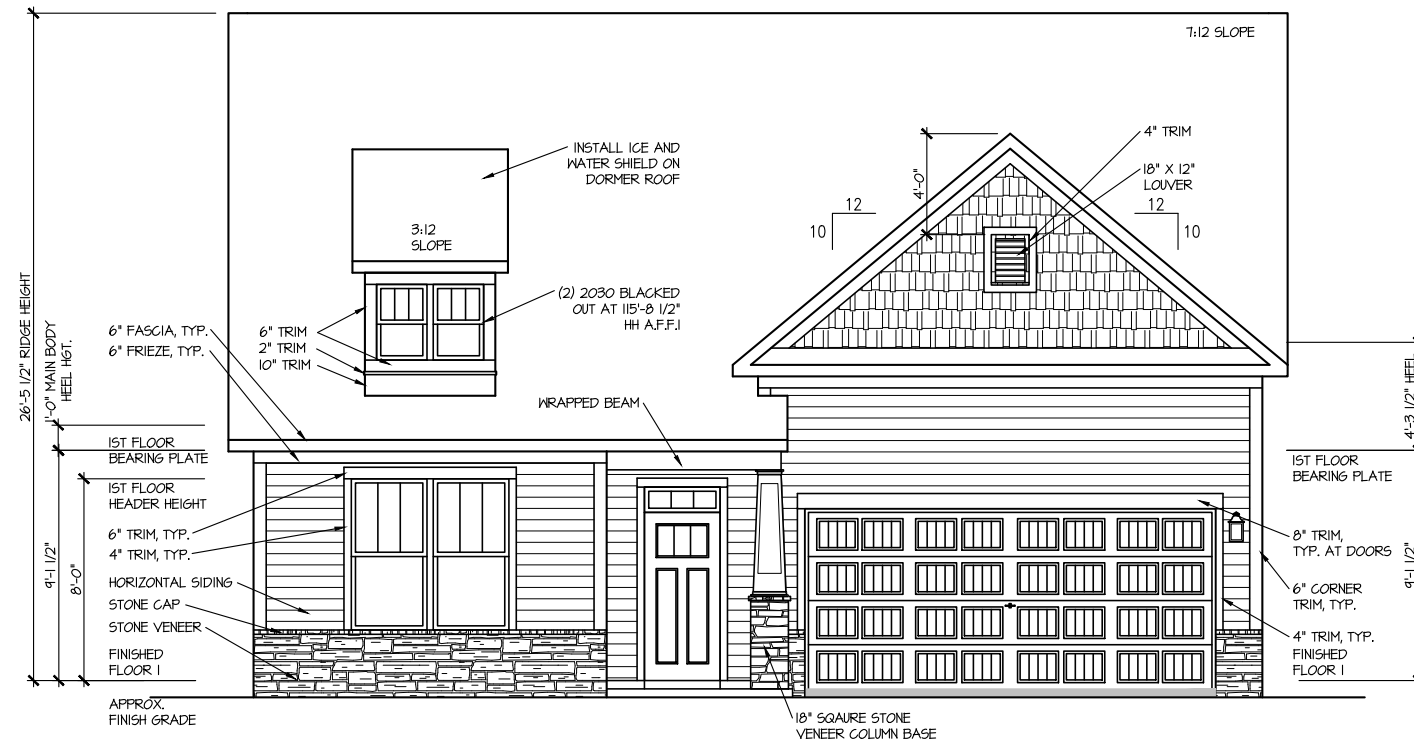 7:12 SLOPE
INSTALL ICE AND
WATER SHIELD ON
DORMER ROOF
4" TRIM
18" X 12"
LOUVER
4'-0"
12
10
12
10
3:12
SLOPE
(2) 2030 BLACKED
OUT AT 115'-8 1/2"
HH A.F.F.1
6" TRIM
2" TRIM
10" TRIM
6" FASCIA, TYP.
6" FRIEZE, TYP.
26'-5 1/2" RIDGE HEIGHT
1'-0" MAIN BODY
HEEL HGT.
WRAPPED BEAM
1ST FLOOR
BEARING PLATE
1ST FLOOR
HEADER HEIGHT
6" TRIM, TYP.
4" TRIM, TYP.
9'-1 1/2"
8'-0"
HORIZONTAL SIDING
STONE CAP
STONE VENEER
FINISHED
FLOOR 1
APPROX.
FINISH GRADE
4'-3 1/2" HEEL
1ST FLOOR
BEARING PLATE
8" TRIM,
TYP. AT DOORS
9'-1 1/2"
6" CORNER
TRIM, TYP.
4" TRIM, TYP.
FINISHED
FLOOR 1
18" SQAURE STONE
VENEER COLUMN BASE